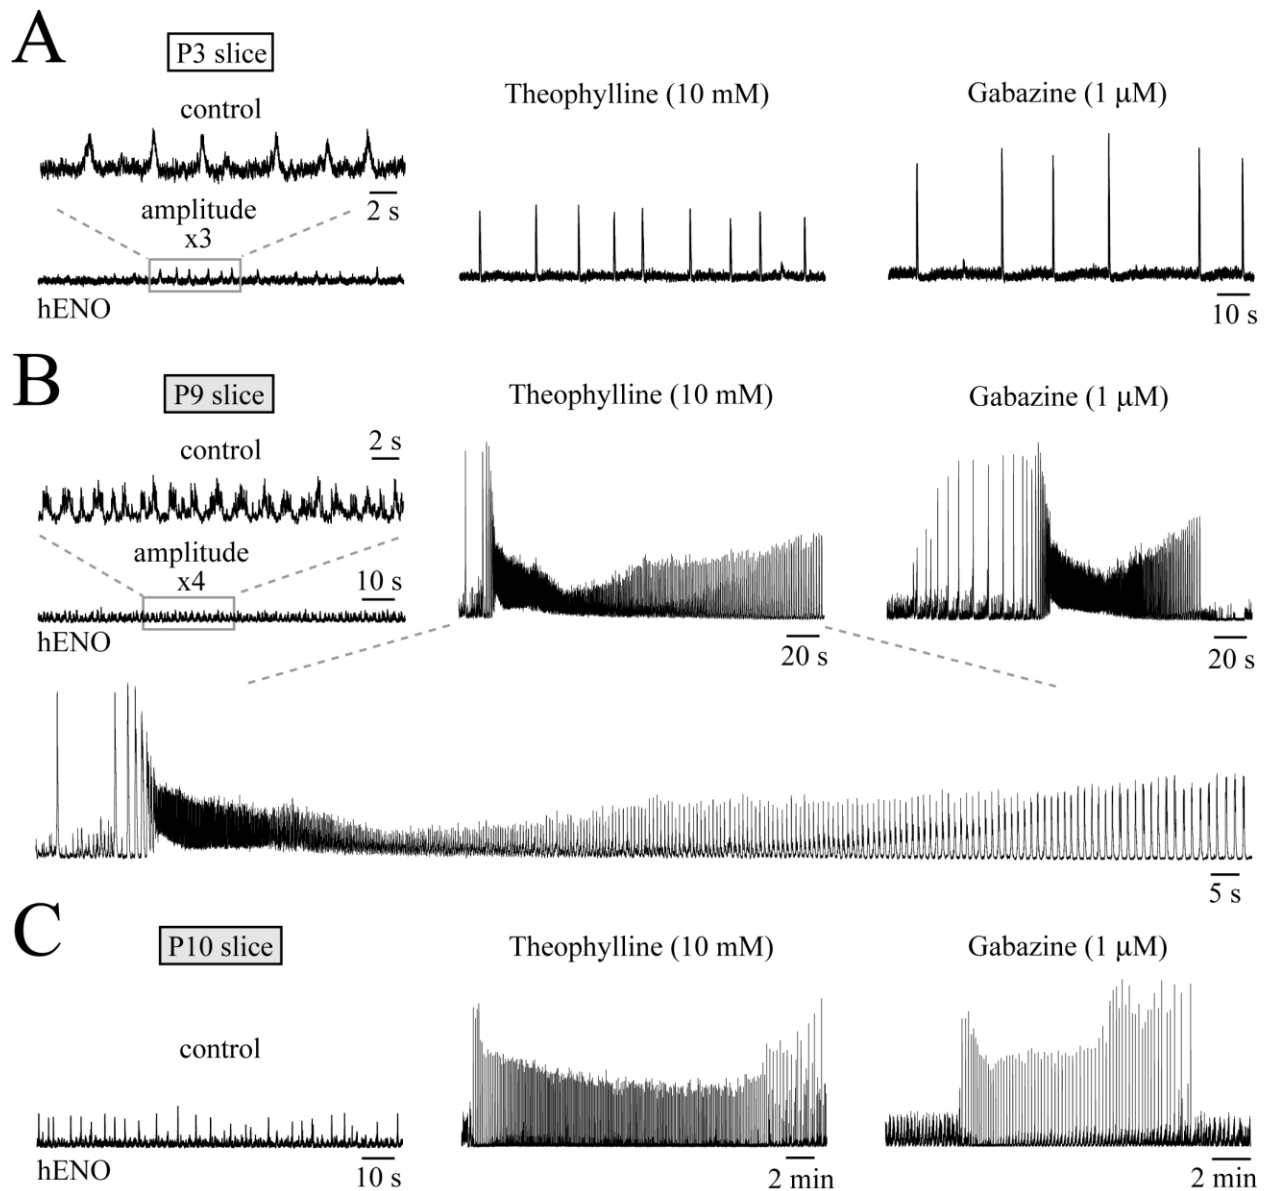 A
P3 slice
control
Theophylline (10 mM)
Gabazine (1 μM)
2 s
amplitude
x3
hENO
10 s
B
P9 slice
control
2 s
Theophylline (10 mM)
Gabazine (1 μM)
amplitude
x4
10 s
hENO
20 s
20 s
5 s
C
P10 slice
Theophylline (10 mM)
Gabazine (1 μM)
control
hENO
10 s
2 min
2 min